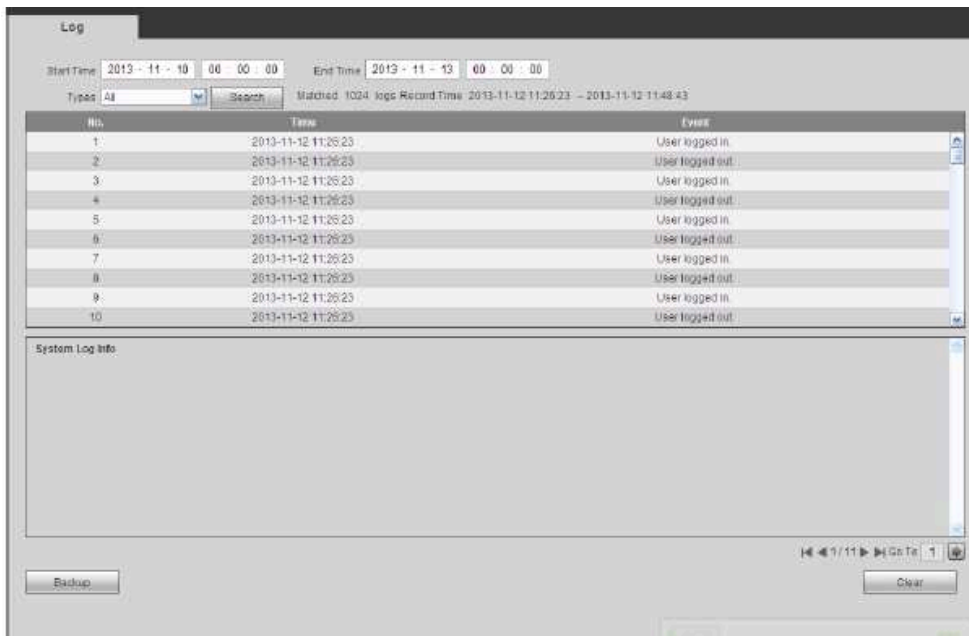 Log
Start Time 2013 - 11 - 10 00 : 00 : 00 End Time 2013 - 11 - 13 00 : 00 : 00
Types All Search Matched 1024 logs Record Time 2013-11-12 11:26:23 -- 2013-11-12 11:48:43
No. Time Event
1 2013-11-12 11:26:23 User logged in.
2 2013-11-12 11:26:23 User logged out.
3 2013-11-12 11:26:23 User logged in.
4 2013-11-12 11:26:23 User logged out.
5 2013-11-12 11:26:23 User logged in.
6 2013-11-12 11:26:23 User logged out.
7 2013-11-12 11:26:23 User logged in.
8 2013-11-12 11:26:23 User logged out.
9 2013-11-12 11:26:23 User logged in.
10 2013-11-12 11:26:23 User logged out.
System Log Info
1/11 Go To 1
Backup Clear